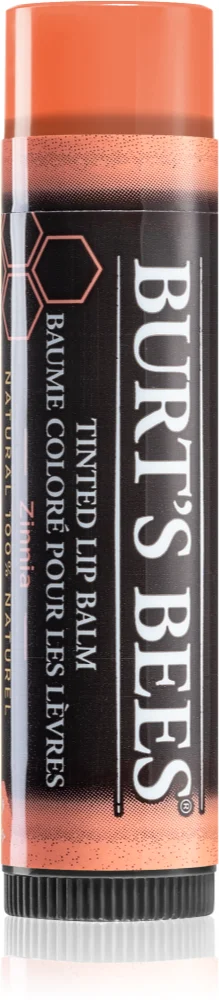 BURT'S BEES®
TINTED LIP BALM
BAUME COLORÉ POUR LES LÈVRES
Zinnia
NATURAL 100% NATUREL